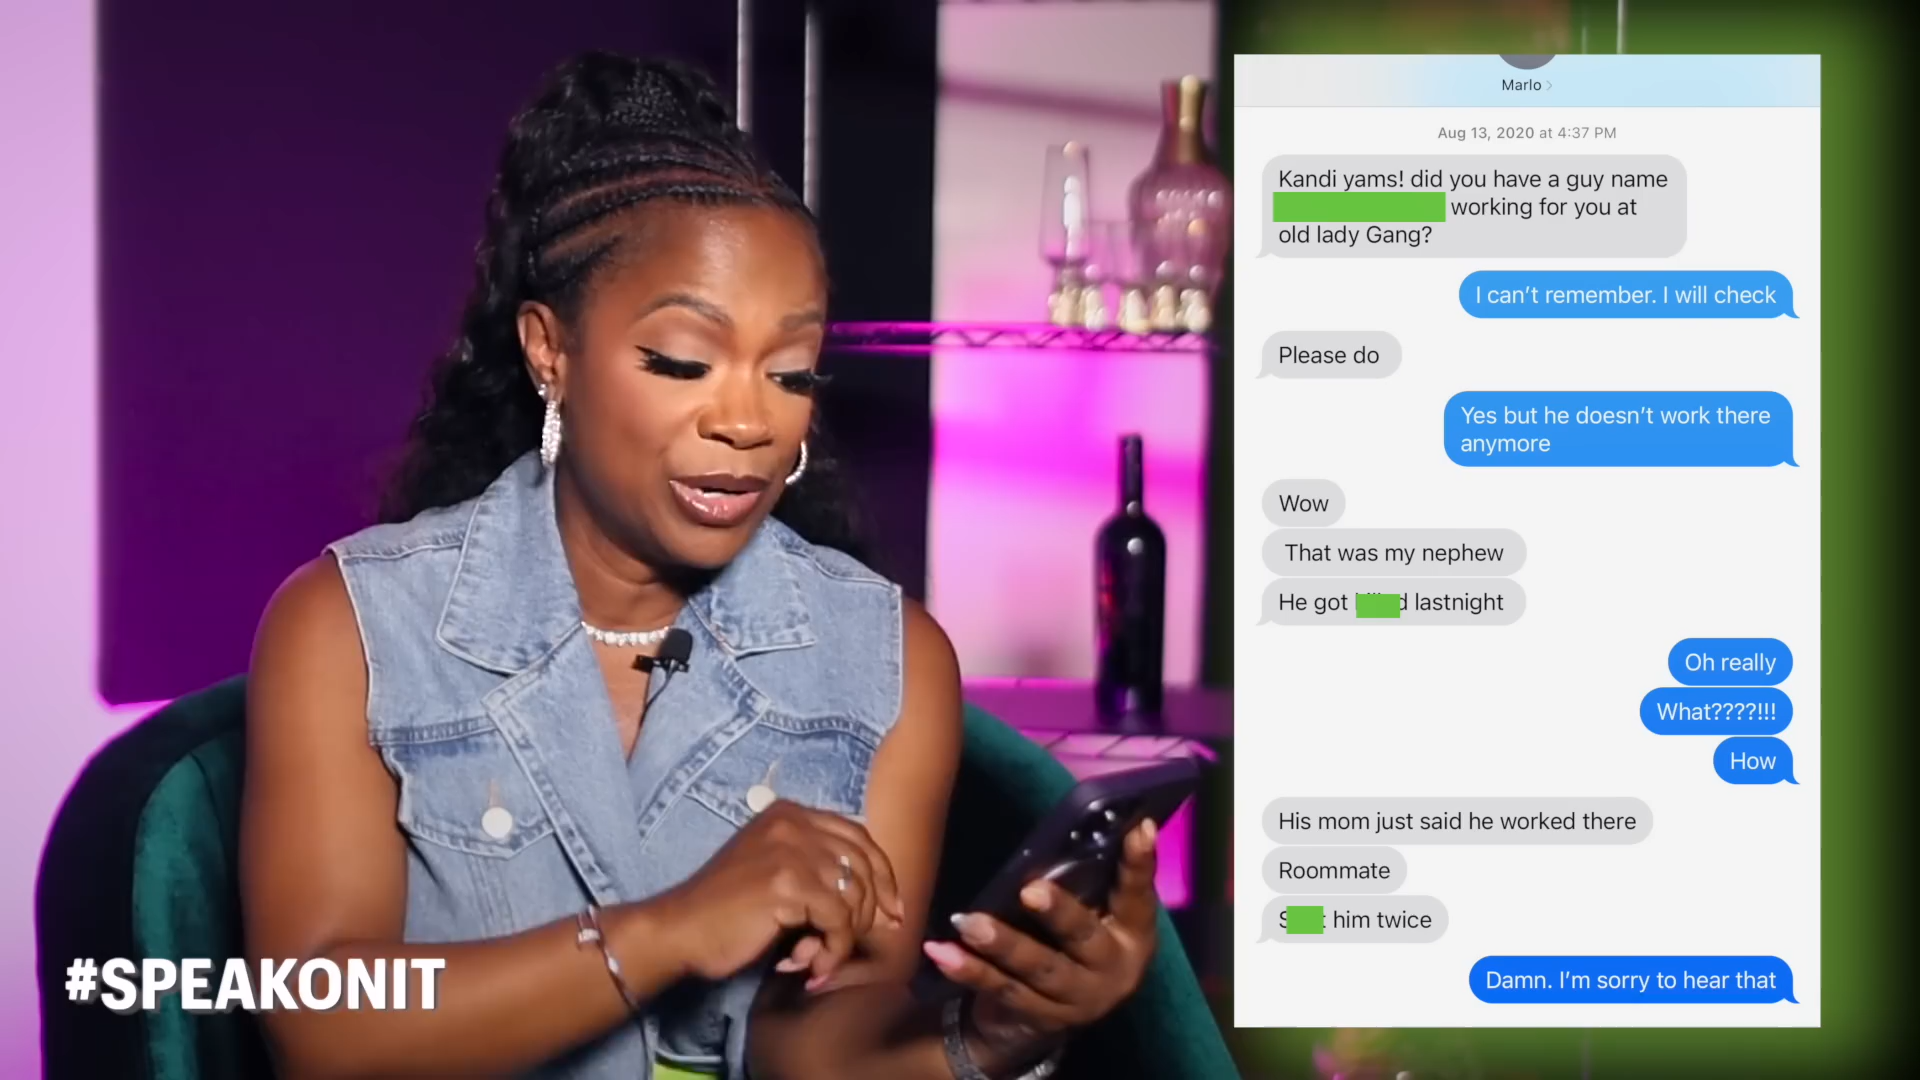 Marlo
Aug 13, 2020 at 4:37 PM
Kandi yams! did you have a guy name
working for you at
old lady Gang?
I can't remember. I will check
Please do
Yes but he doesn't work there
anymore
Wow
That was my nephew
He got lastnight
Oh really
What????!!!
How
His mom just said he worked there
Roommate
him twice
Damn. I'm sorry to hear that
#SPEAKONIT